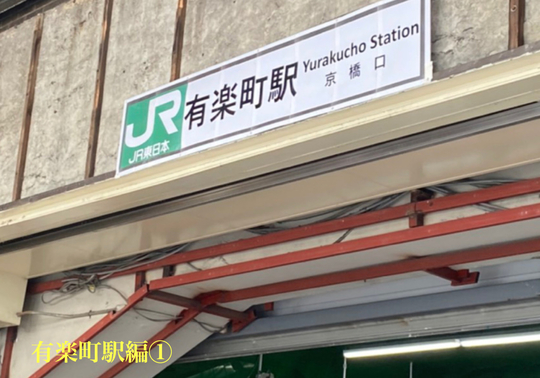 JR
JR東日本
有楽町駅
Yurakucho Station
京橋口
有楽町駅編①